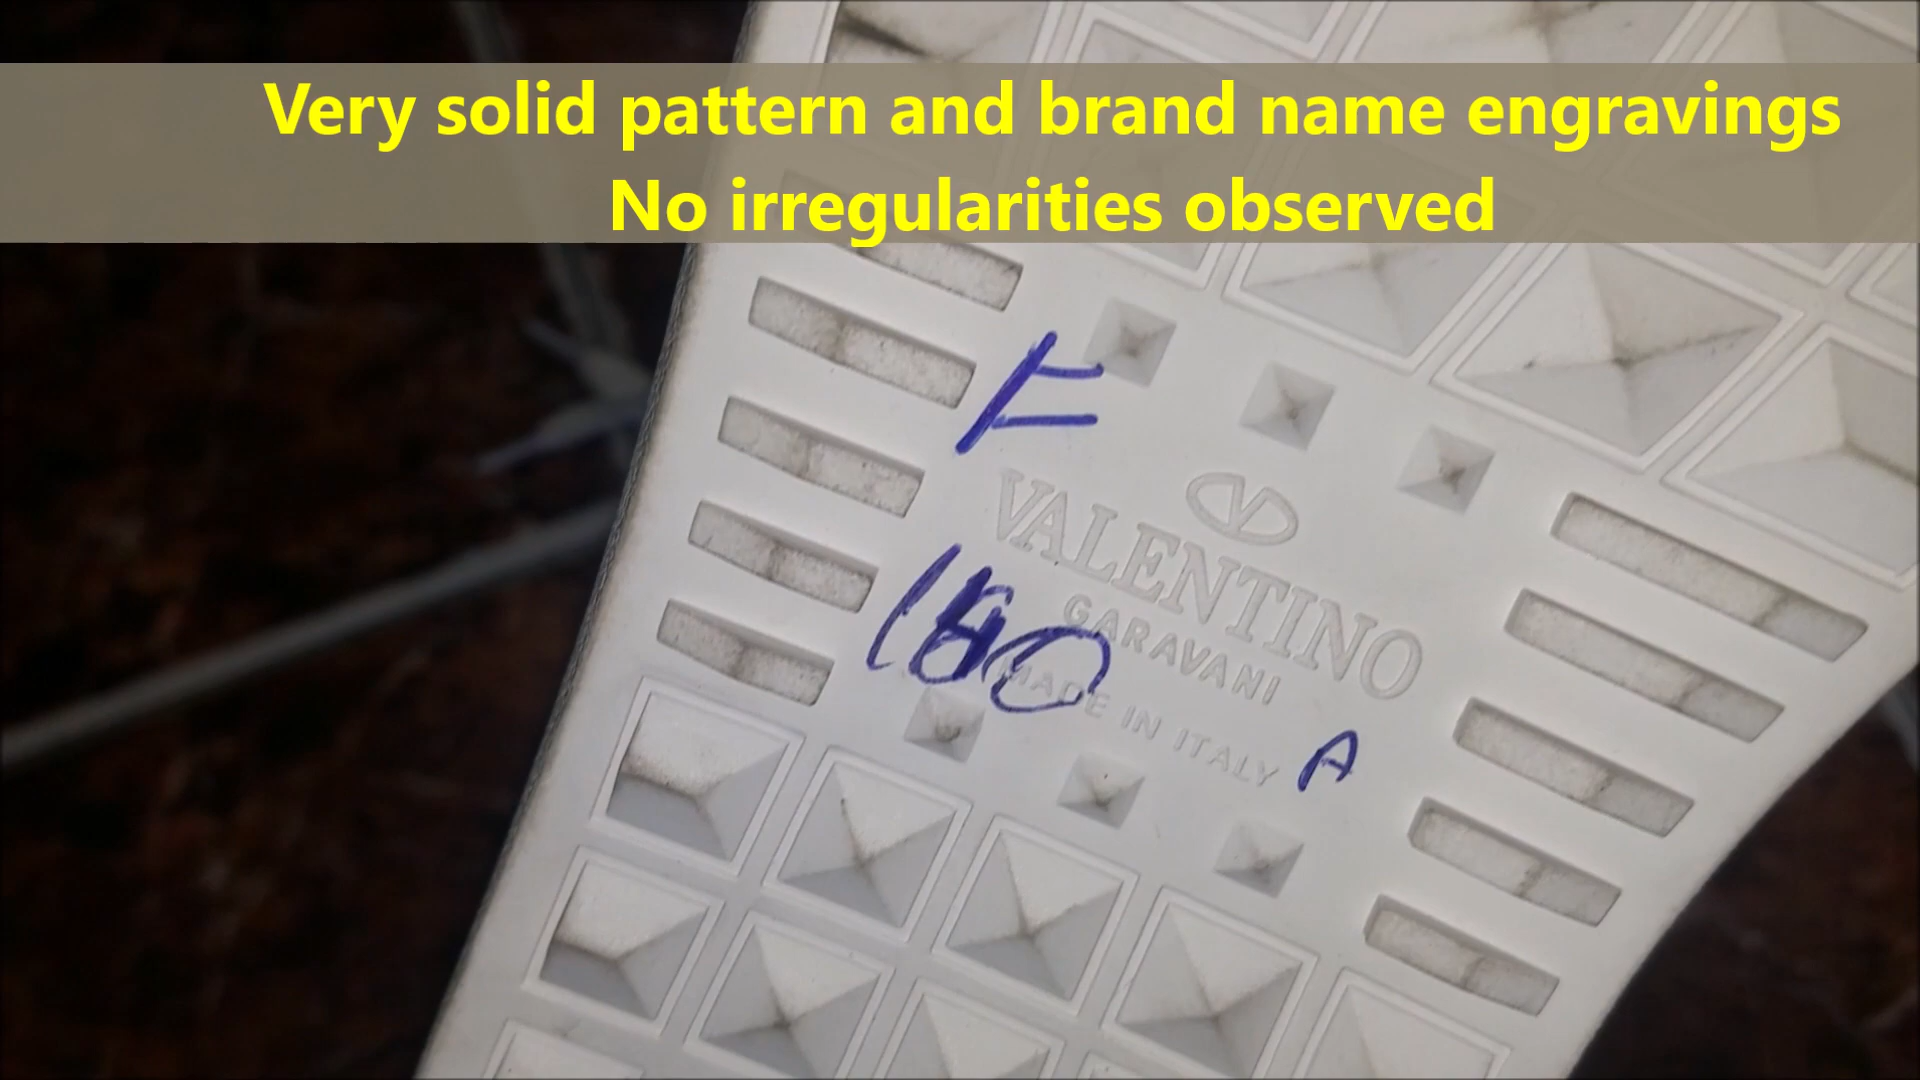 Very solid pattern and brand name engravings
No irregularities observed
E
VALENTINO
GARAVANI
MADE IN ITALY
A